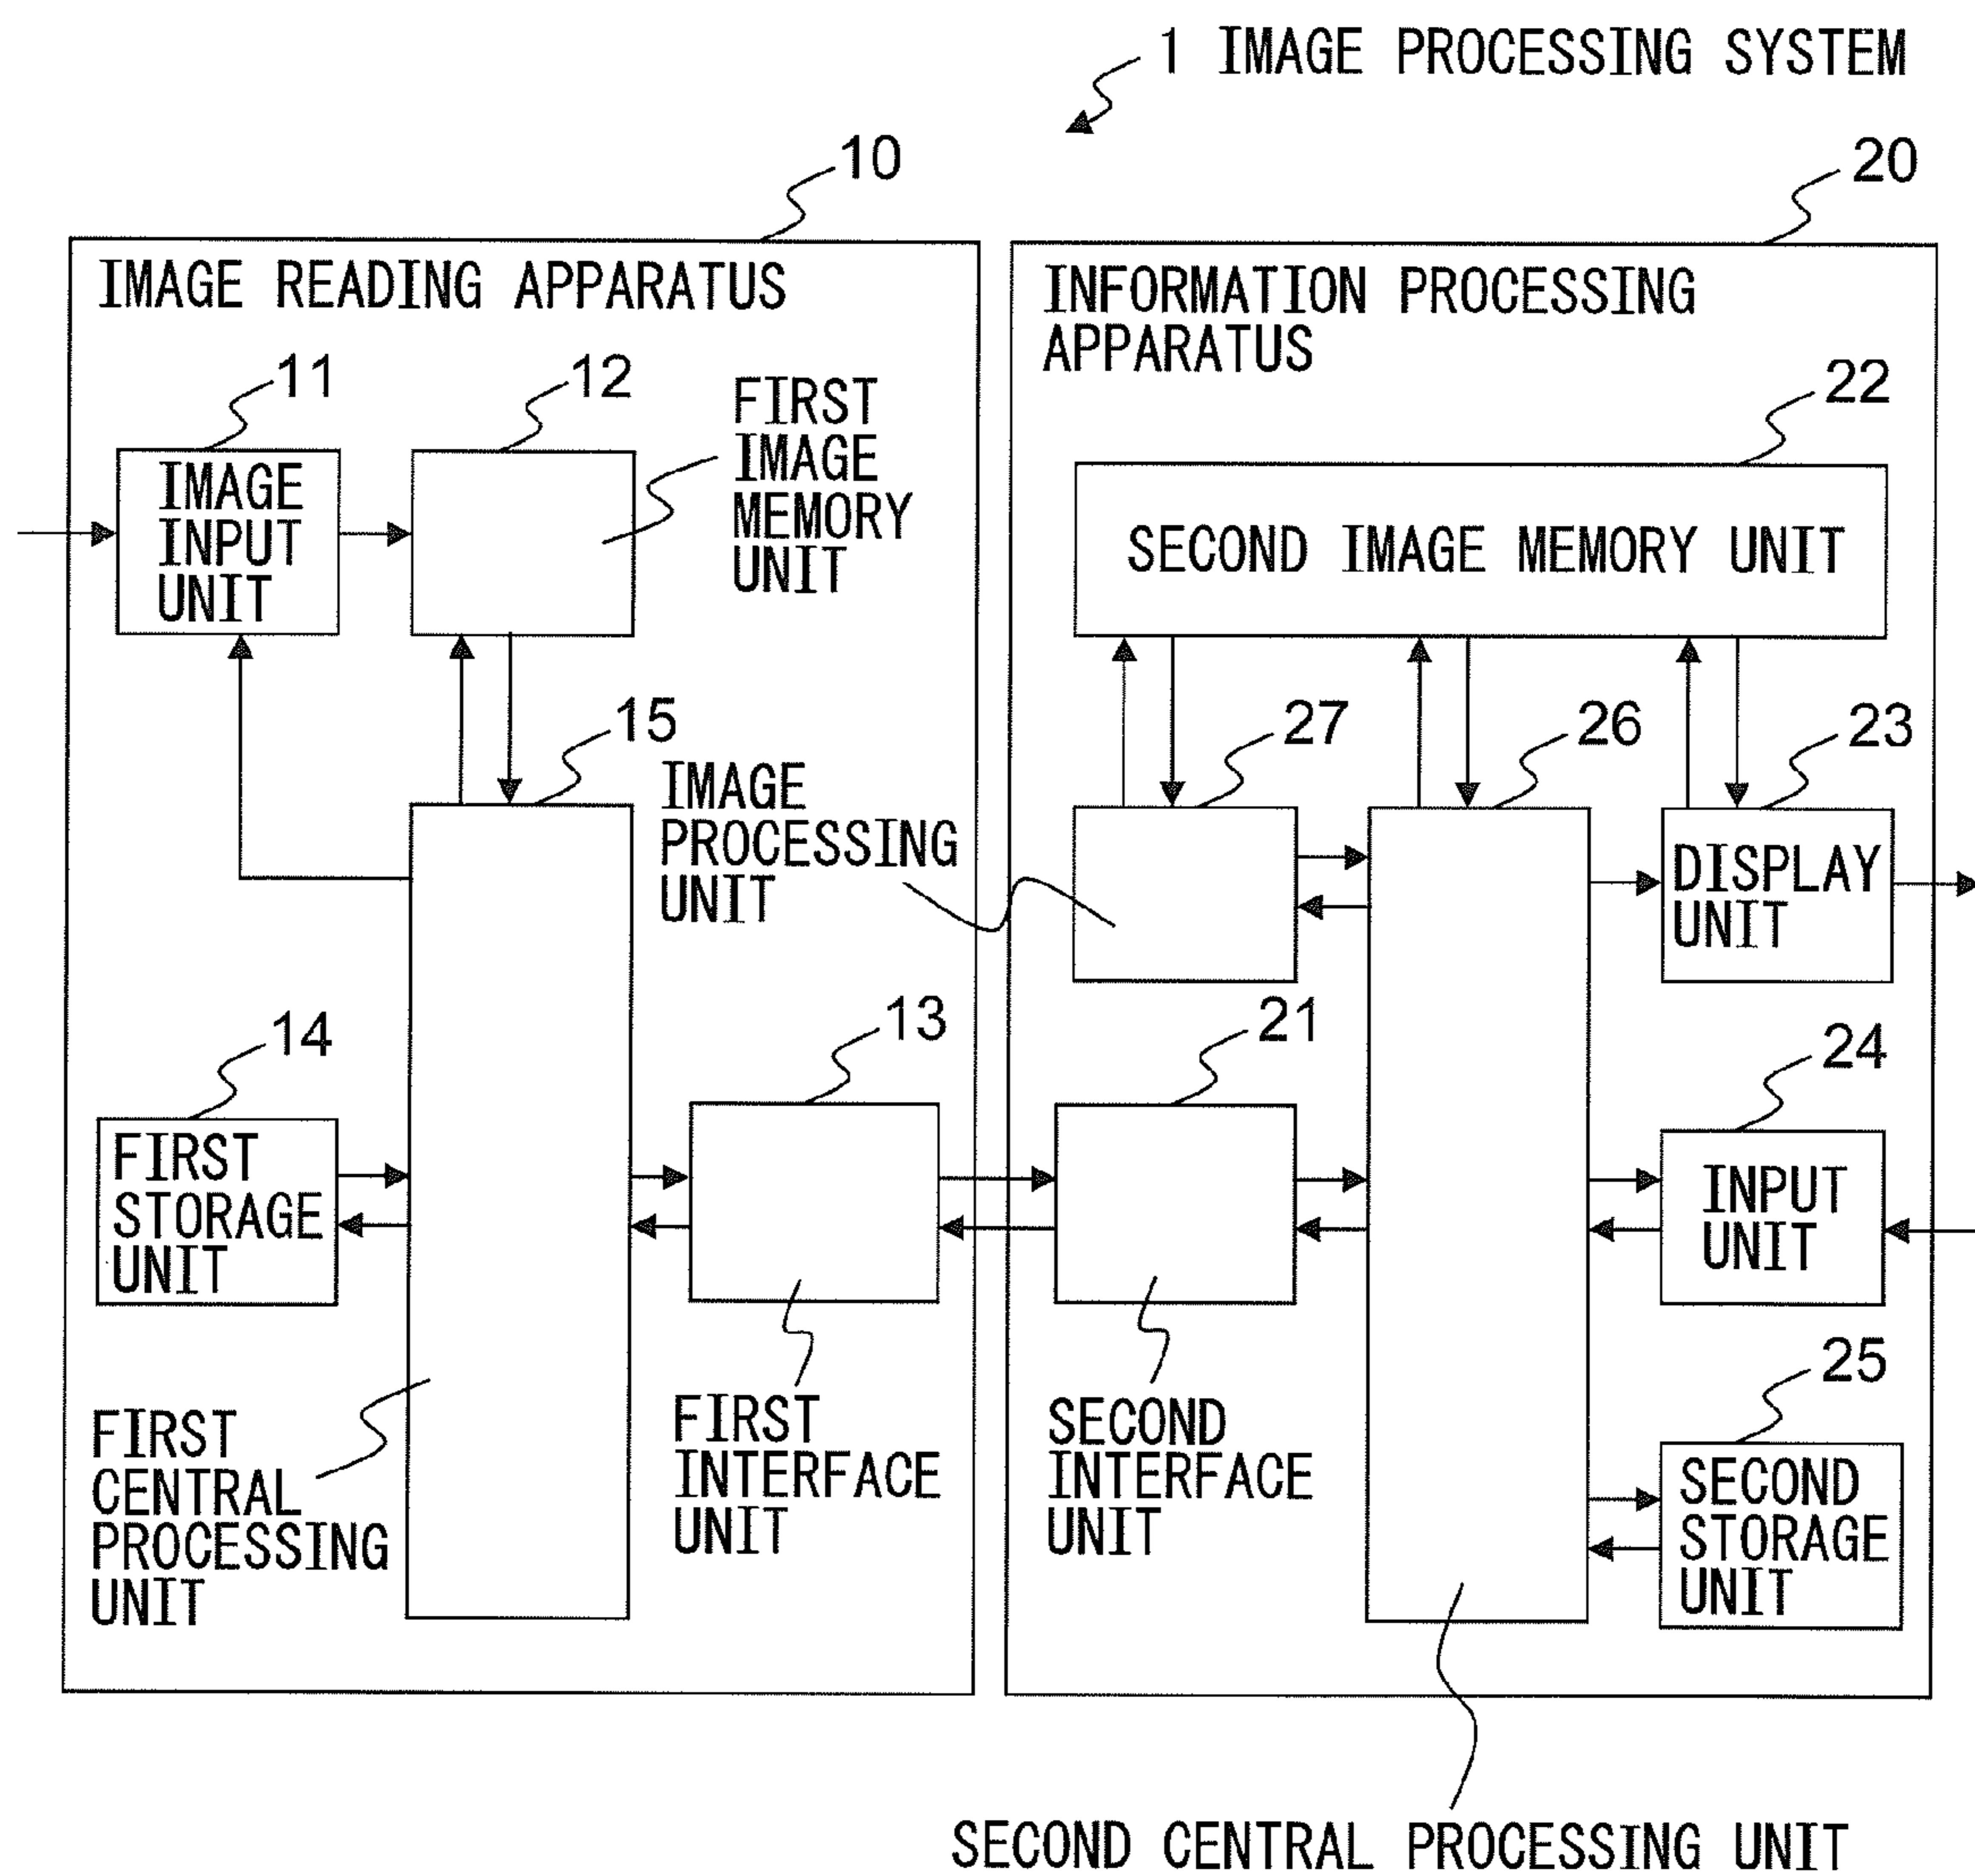 1 IMAGE PROCESSING SYSTEM
10
20
IMAGE READING APPARATUS
INFORMATION PROCESSING
APPARATUS
11
12
FIRST
IMAGE
MEMORY
UNIT
22
IMAGE
INPUT
UNIT
SECOND IMAGE MEMORY UNIT
15
27
26
23
IMAGE
PROCESSING
UNIT
DISPLAY
UNIT
14
13
21
24
FIRST
STORAGE
UNIT
INPUT
UNIT
25
FIRST
CENTRAL
PROCESSING
UNIT
FIRST
INTERFACE
UNIT
SECOND
INTERFACE
UNIT
SECOND
STORAGE
UNIT
SECOND CENTRAL PROCESSING UNIT